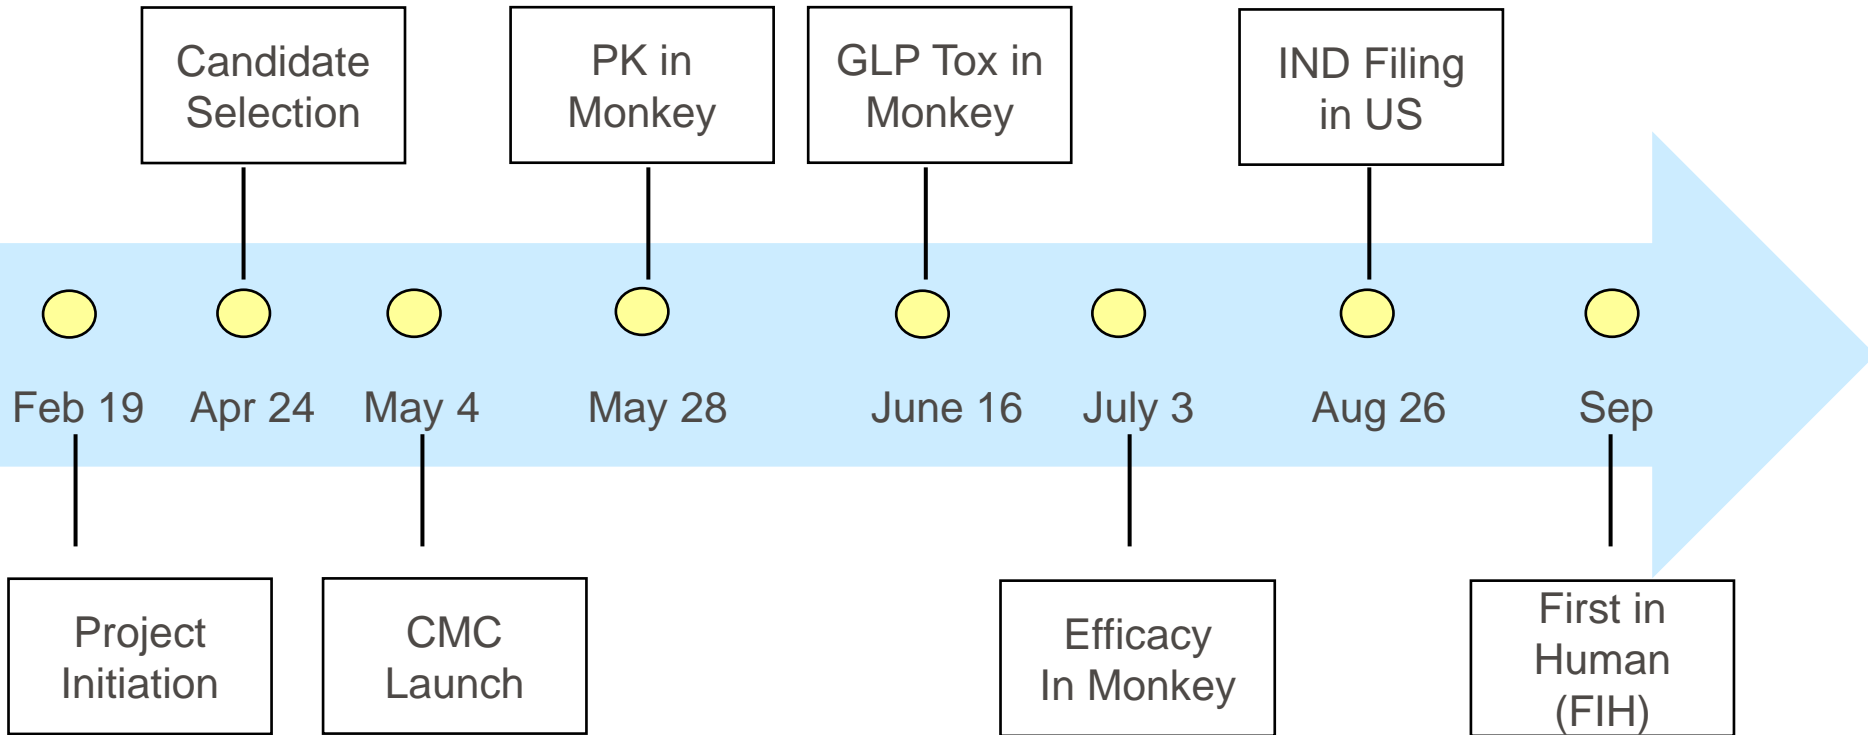 Candidate
Selection
PK in
Monkey
GLP Tox in
Monkey
IND Filing
in US
Feb 19
Apr 24
May 4
May 28
June 16
July 3
Aug 26
Sep
Project
Initiation
CMC
Launch
Efficacy
In Monkey
First in
Human
(FIH)